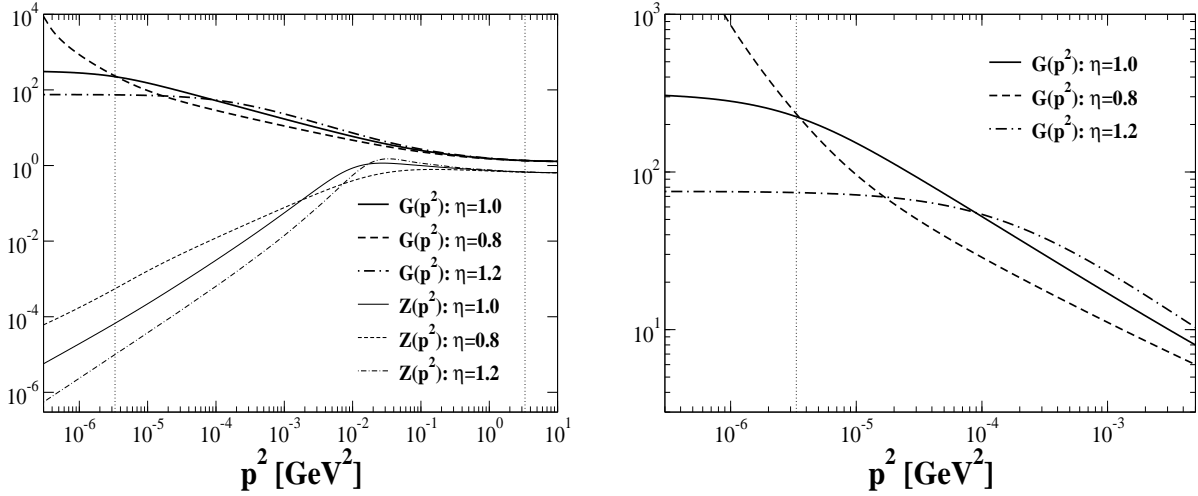 10^4
10^2
10^0
10^-2
10^-4
10^-6
G(p^2): η=1.0
G(p^2): η=0.8
G(p^2): η=1.2
Z(p^2): η=1.0
Z(p^2): η=0.8
Z(p^2): η=1.2
10^-6 10^-5 10^-4 10^-3 10^-2 10^-1 10^0 10^1
p^2 [GeV^2]
10^3
10^2
10^1
G(p^2): η=1.0
G(p^2): η=0.8
G(p^2): η=1.2
10^-6 10^-5 10^-4 10^-3
p^2 [GeV^2]